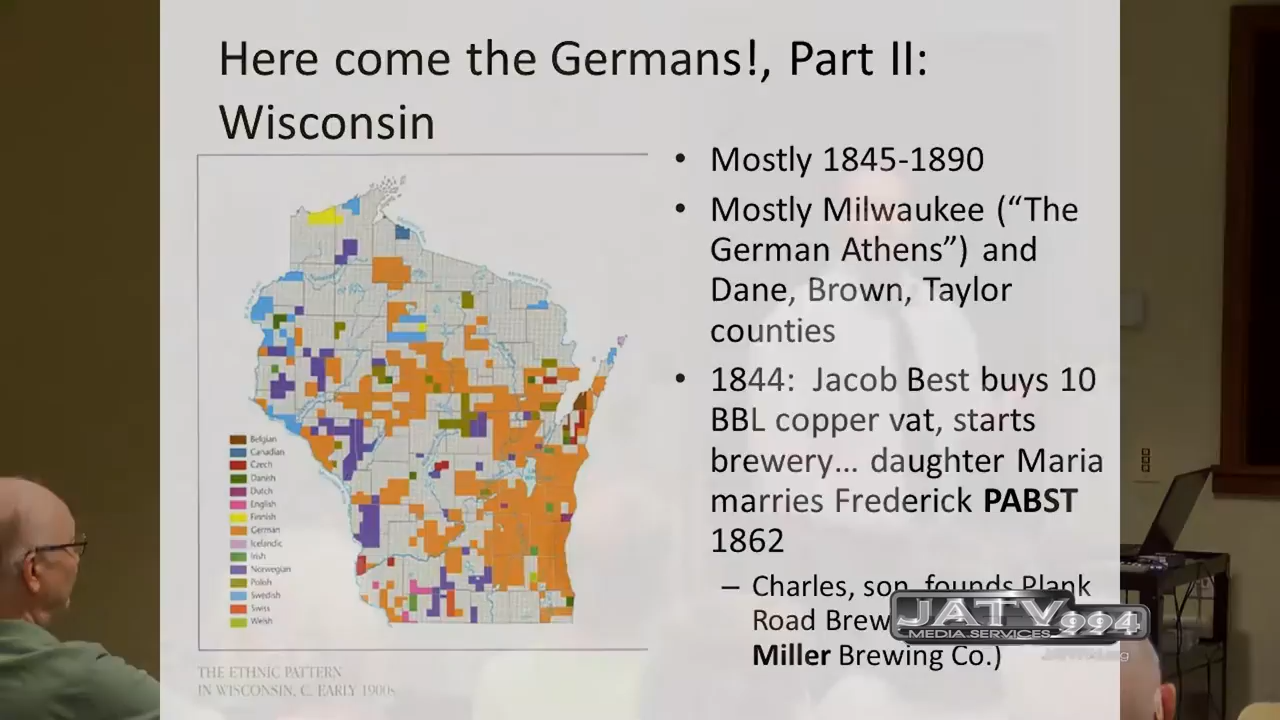 Here come the Germans!, Part II:
Wisconsin
• Mostly 1845-1890
• Mostly Milwaukee (“The
German Athens”) and
Dane, Brown, Taylor
counties
• 1844:  Jacob Best buys 10
BBL copper vat, starts
brewery... daughter Maria
marries Frederick PABST
1862
– Charles, son, founds Plank
Road Brew
Miller Brewing Co.)
Belgian
Canadian
Czech
Danish
Dutch
English
Finnish
German
Icelandic
Irish
Norwegian
Polish
Swedish
Swiss
Welsh
THE ETHNIC PATTERN
IN WISCONSIN, C. EARLY 1900s
JATV 994
MEDIA SERVICES